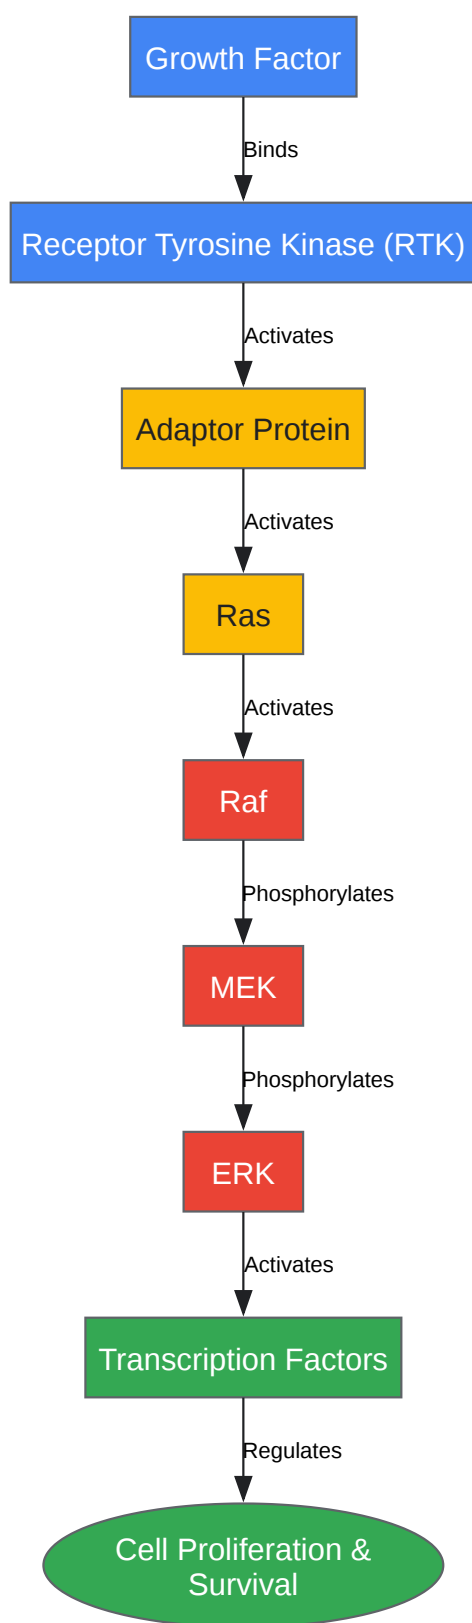 Growth Factor
Binds
Receptor Tyrosine Kinase (RTK)
Activates
Adaptor Protein
Activates
Ras
Activates
Raf
Phosphorylates
MEK
Phosphorylates
ERK
Activates
Transcription Factors
Regulates
Cell Proliferation &
Survival